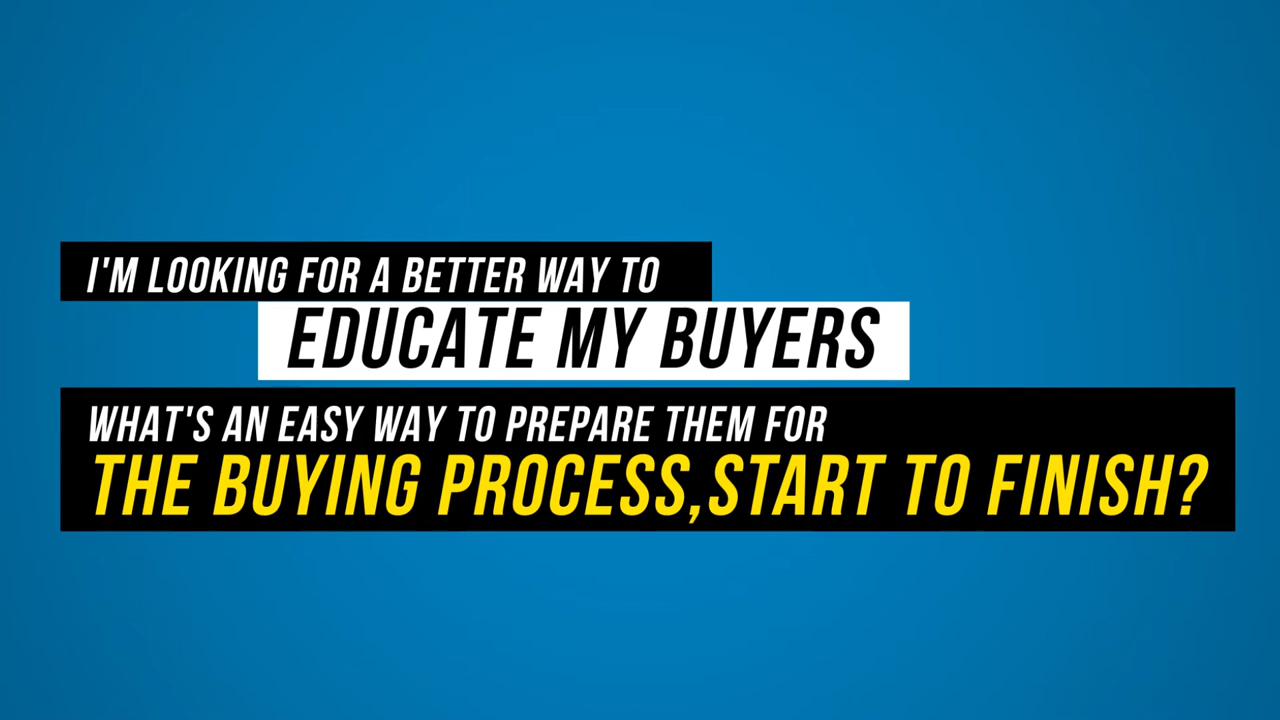 I'M LOOKING FOR A BETTER WAY TO
EDUCATE MY BUYERS
WHAT'S AN EASY WAY TO PREPARE THEM FOR
THE BUYING PROCESS,START TO FINISH?